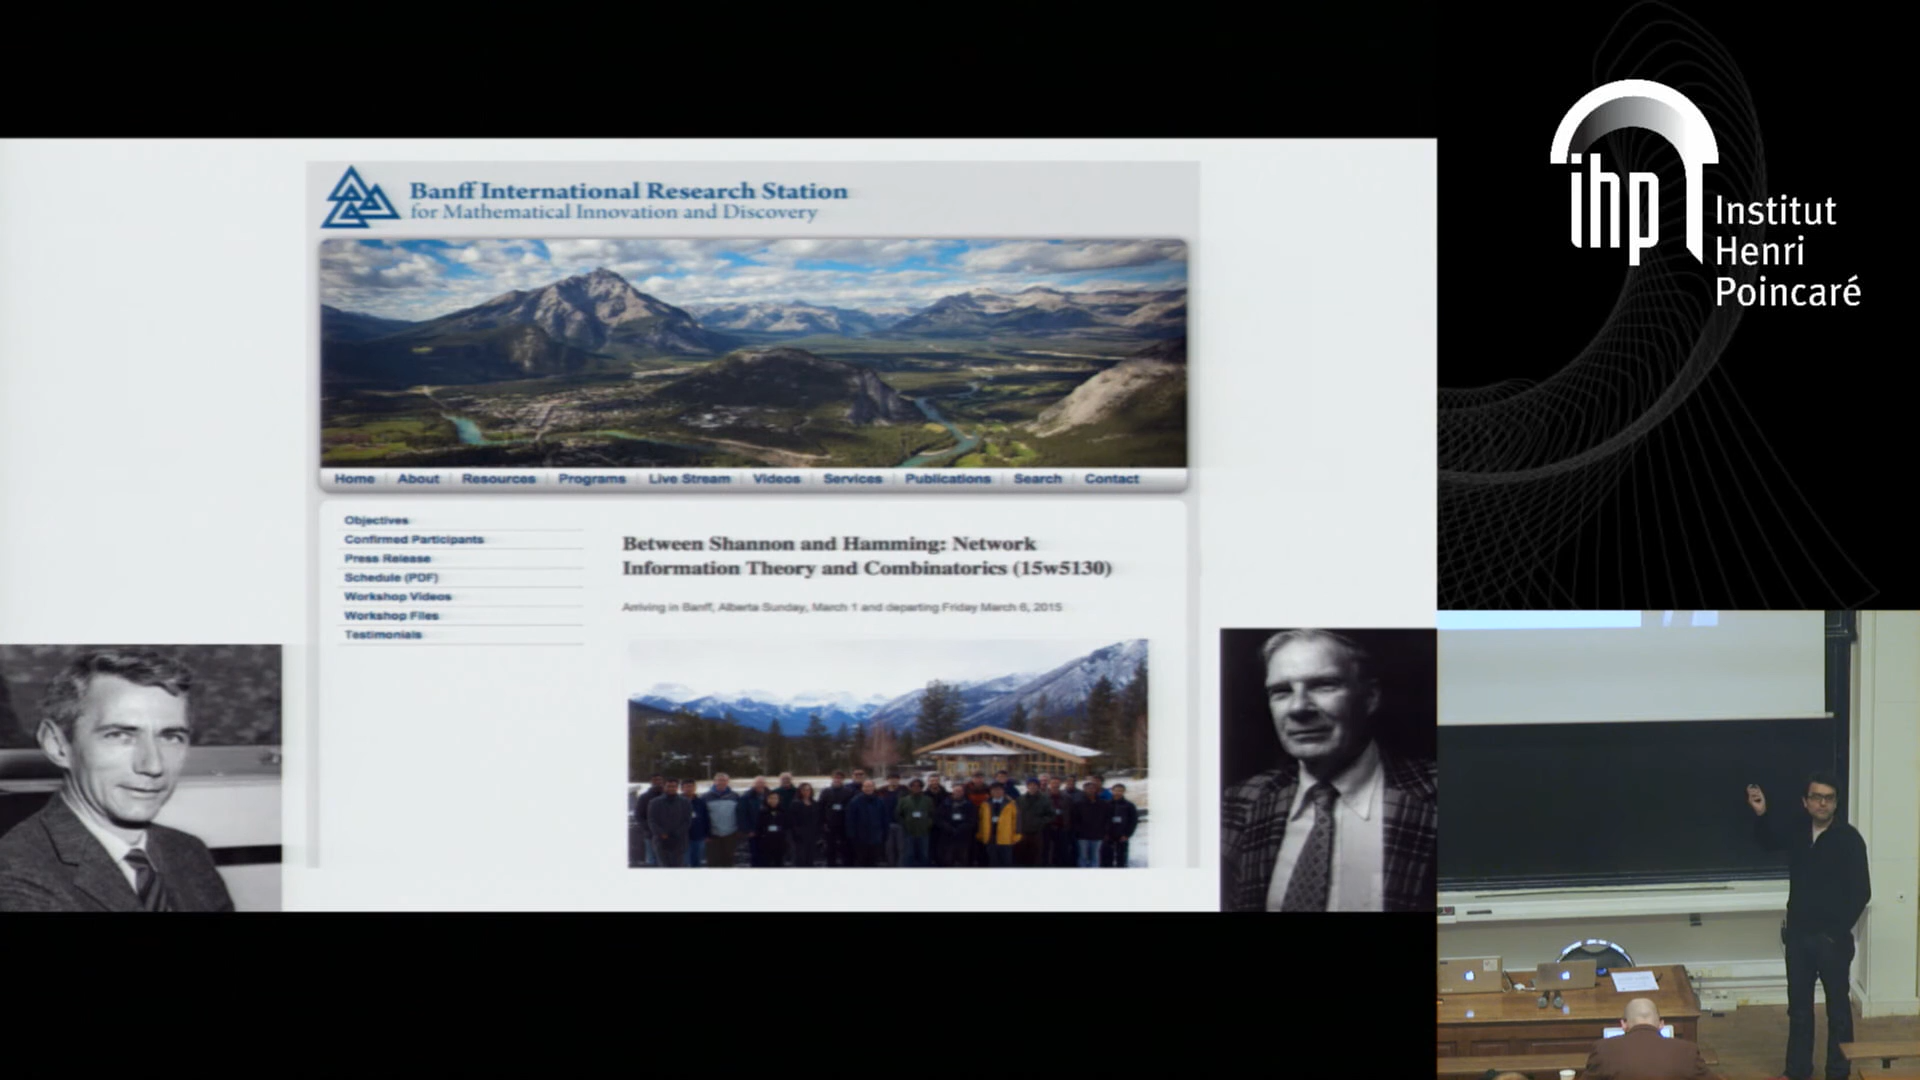 Banff International Research Station
for Mathematical Innovation and Discovery
Home About Resources Programs Live Stream Videos Services Publications Search Contact
Objectives
Confirmed Participants
Press Release
Schedule (PDF)
Workshop Videos
Workshop Files
Testimonials
Between Shannon and Hamming: Network
Information Theory and Combinatorics (15w5130)
Arriving in Banff, Alberta Sunday, March 1 and departing Friday March 6, 2015
ihp
Institut
Henri
Poincaré